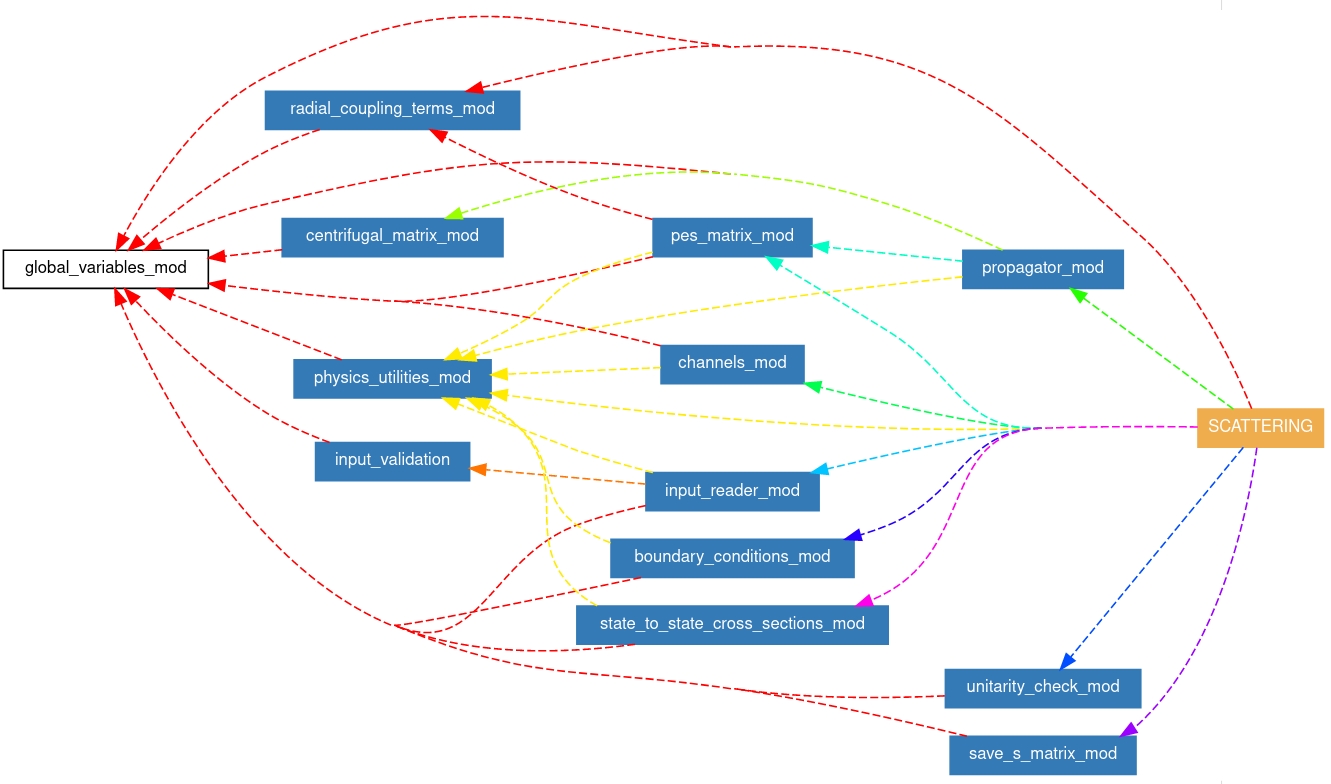 radial_coupling_terms_mod
centrifugal_matrix_mod
pes_matrix_mod
global_variables_mod
propagator_mod
channels_mod
physics_utilities_mod
SCATTERING
input_validation
input_reader_mod
boundary_conditions_mod
state_to_state_cross_sections_mod
unitarity_check_mod
save_s_matrix_mod